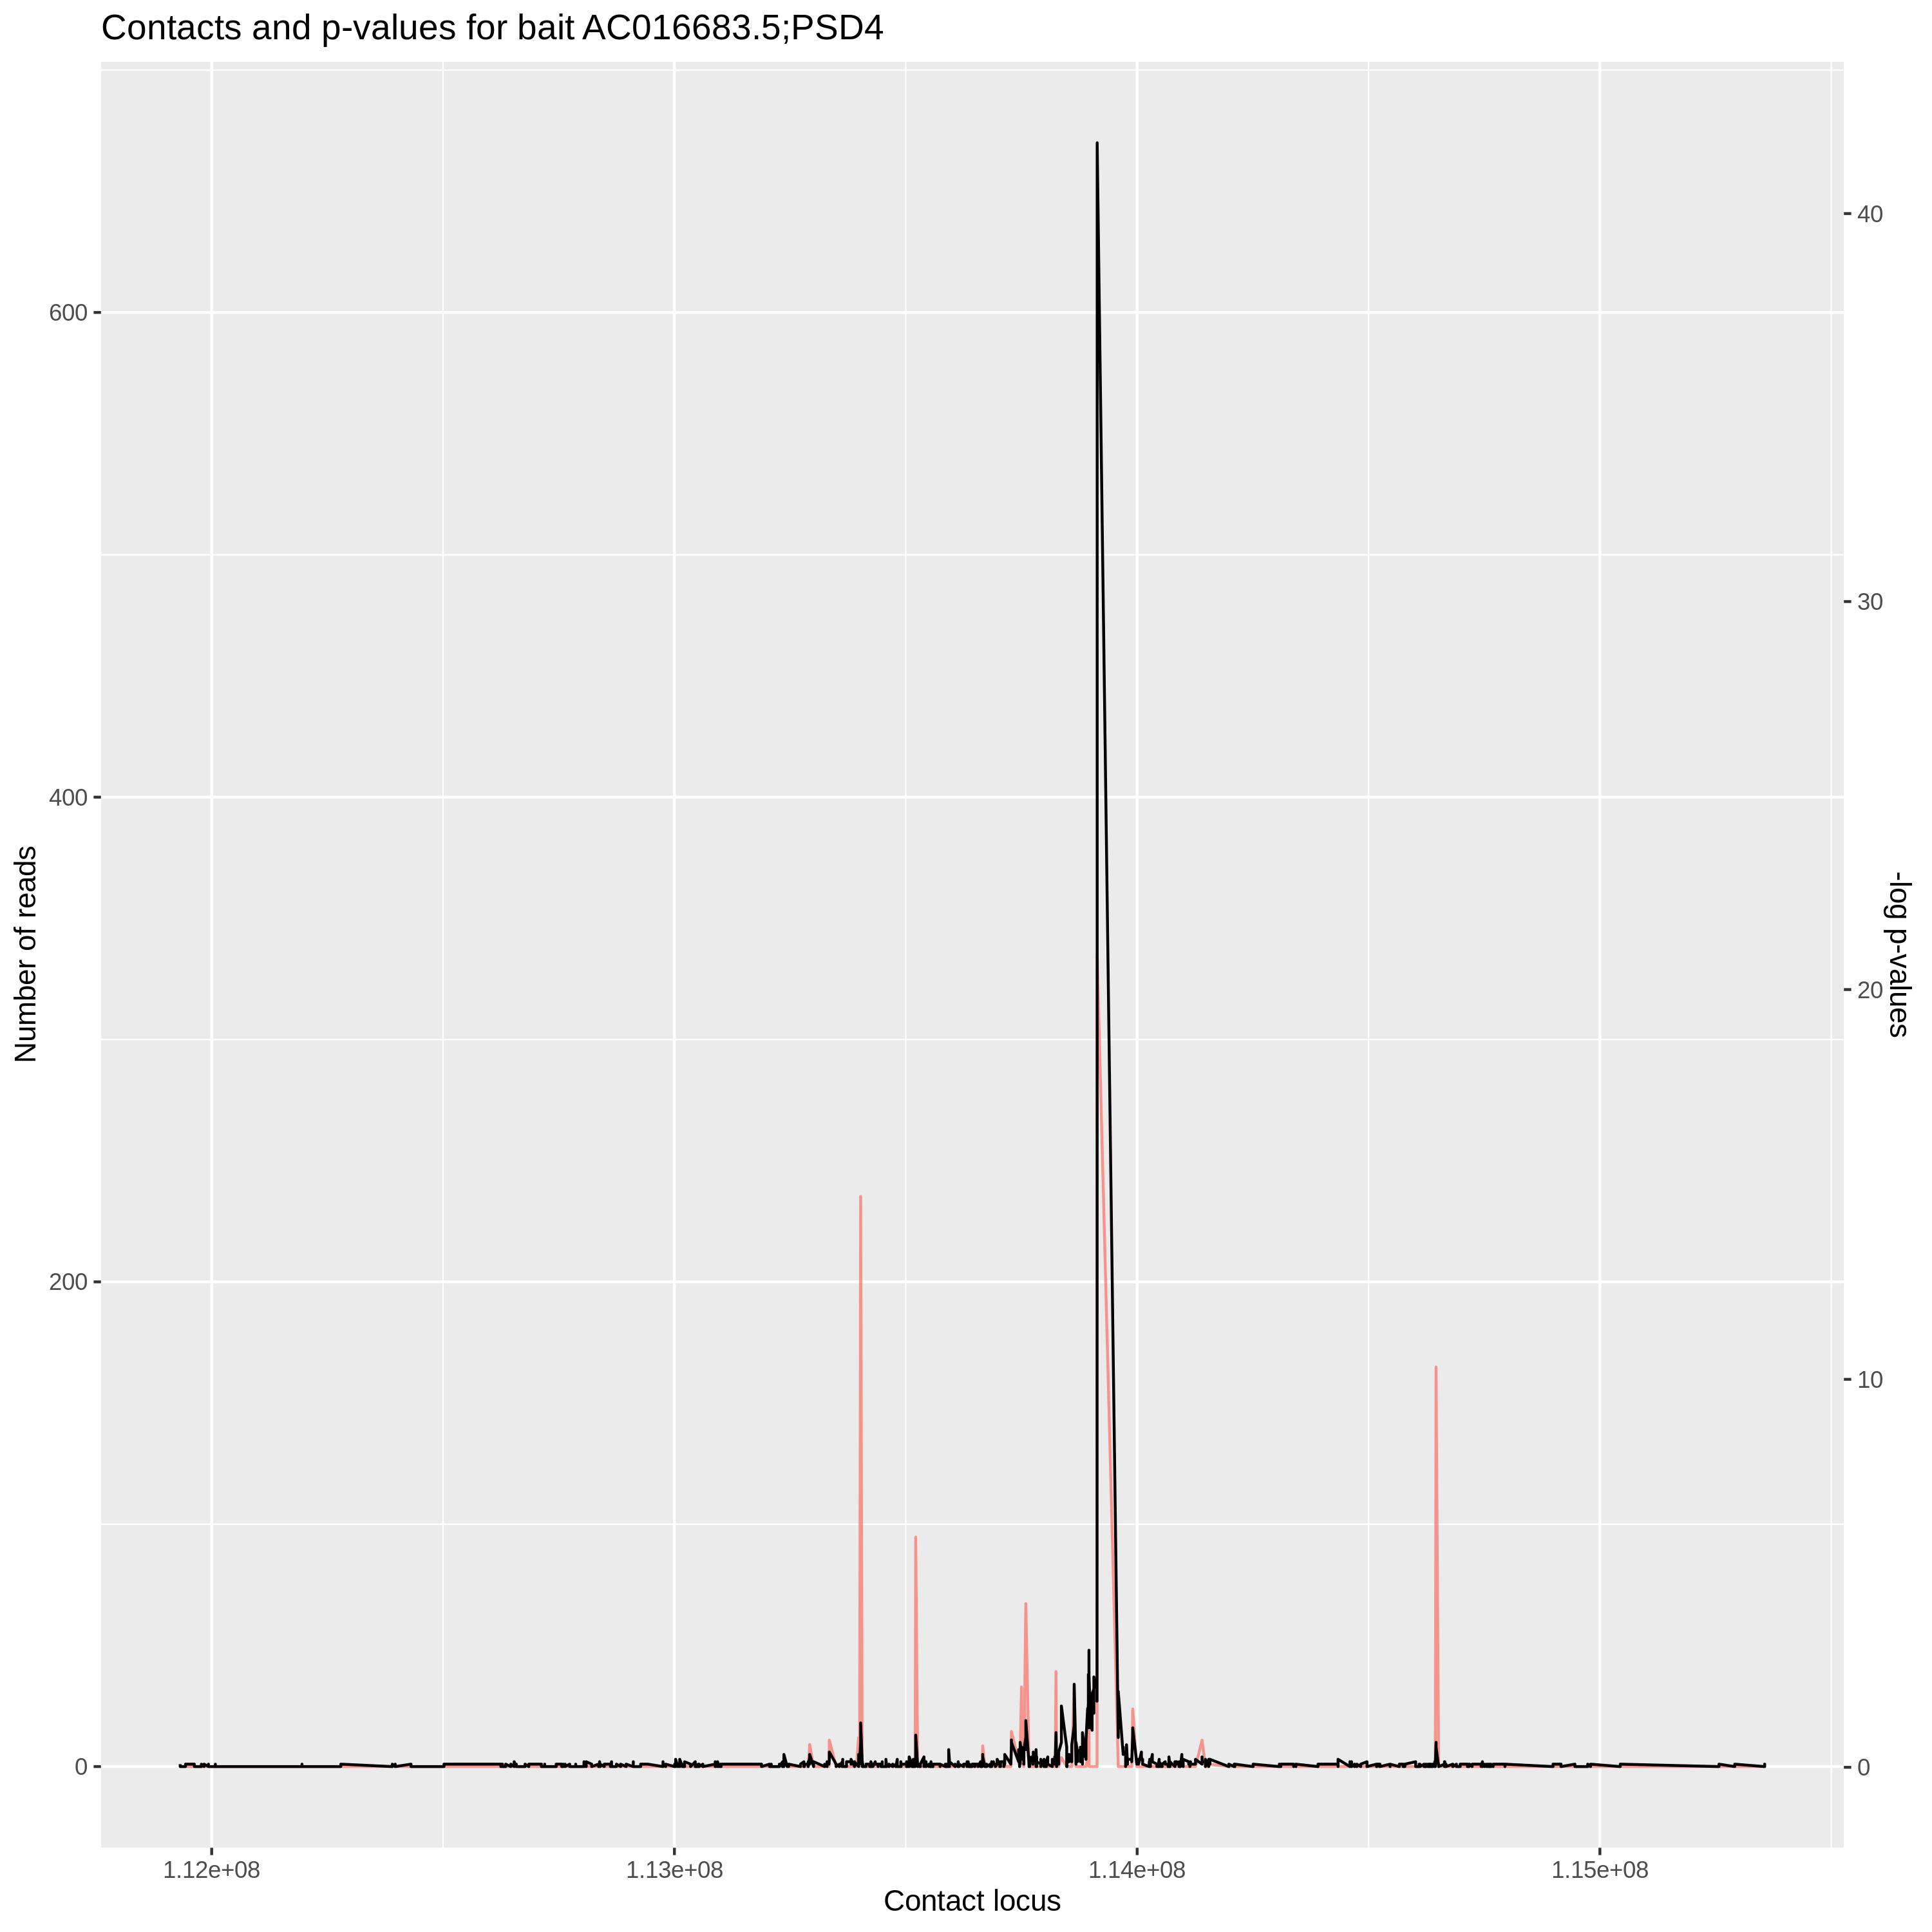 Contacts and p-values for bait AC016683.5;PSD4
Number of reads
600
400
200
0
40
30
20
10
0
-log p-values
1.12e+08
1.13e+08
1.14e+08
1.15e+08
Contact locus